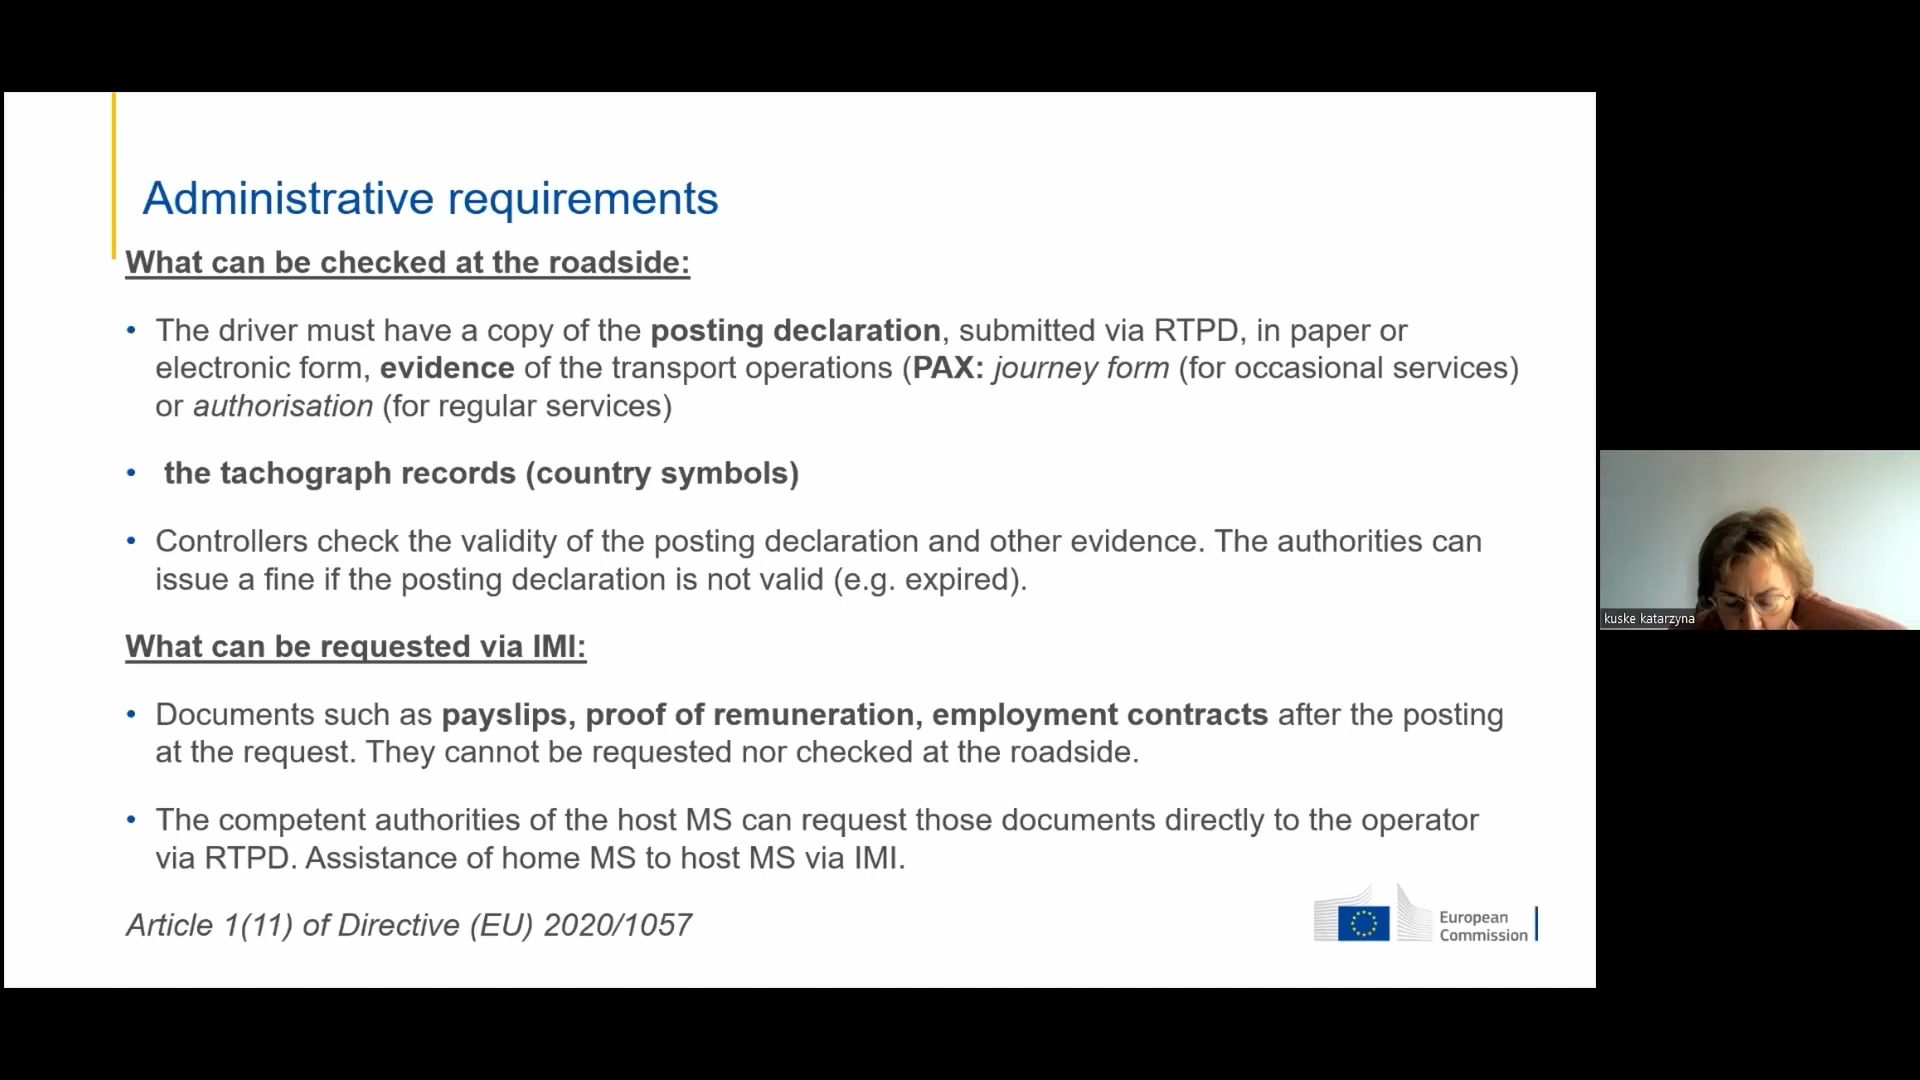 Administrative requirements
What can be checked at the roadside:
• The driver must have a copy of the posting declaration, submitted via RTPD, in paper or
electronic form, evidence of the transport operations (PAX: journey form (for occasional services)
or authorisation (for regular services)
• the tachograph records (country symbols)
• Controllers check the validity of the posting declaration and other evidence. The authorities can
issue a fine if the posting declaration is not valid (e.g. expired).
What can be requested via IMI:
• Documents such as payslips, proof of remuneration, employment contracts after the posting
at the request. They cannot be requested nor checked at the roadside.
• The competent authorities of the host MS can request those documents directly to the operator
via RTPD. Assistance of home MS to host MS via IMI.
Article 1(11) of Directive (EU) 2020/1057
European
Commission
kuske katarzyna